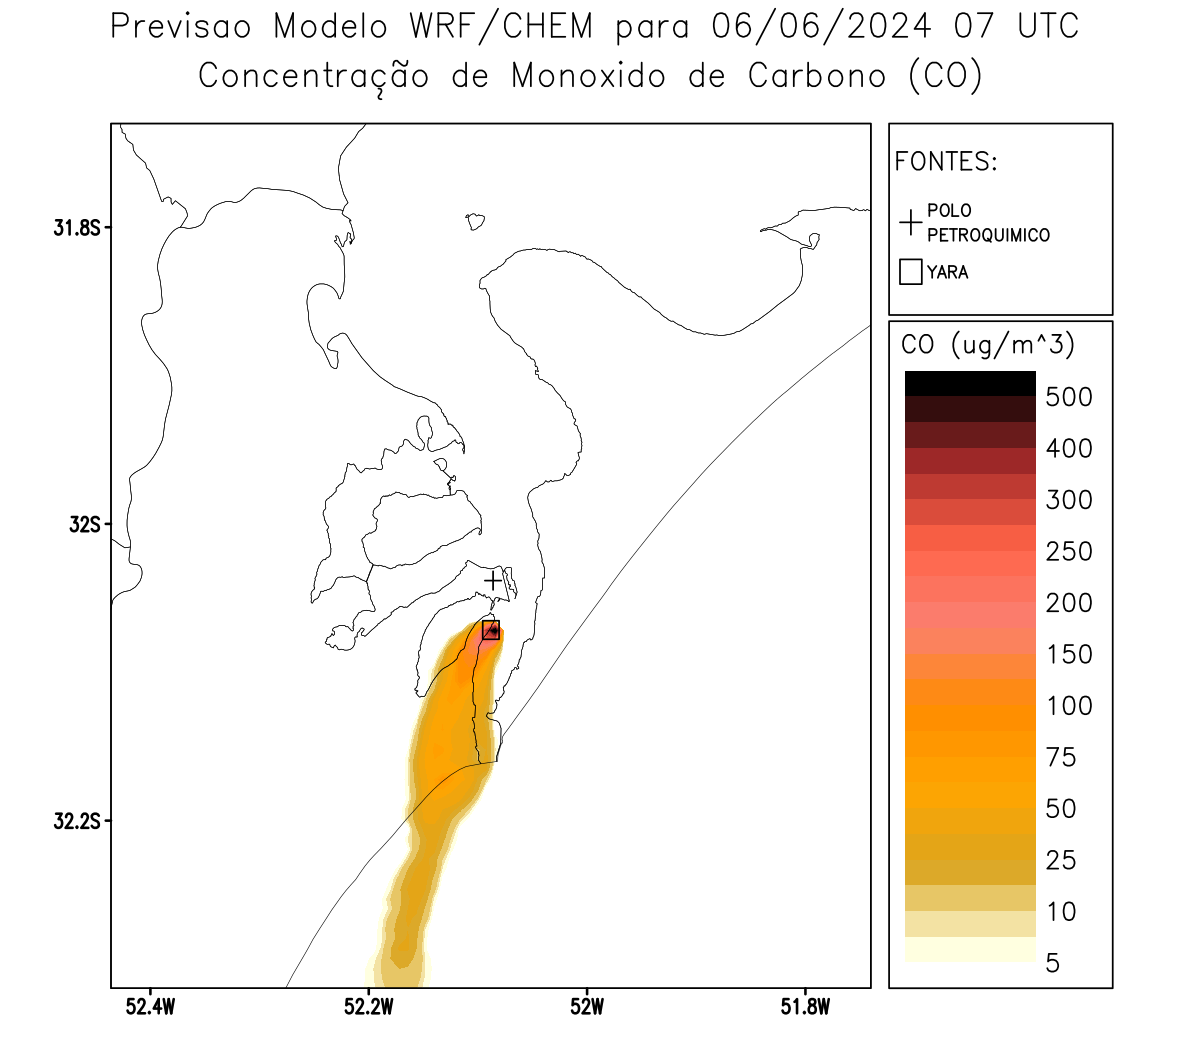 Previsao Modelo WRF/CHEM para 06/06/2024 07 UTC
Concentração de Monoxido de Carbono (CO)
FONTES:
POLO
PETROQUIMICO
YARA
CO (ug/m^3)
500
400
300
250
200
150
100
75
50
25
10
5
31.8S
32S
32.2S
52.4W
52.2W
52W
51.8W